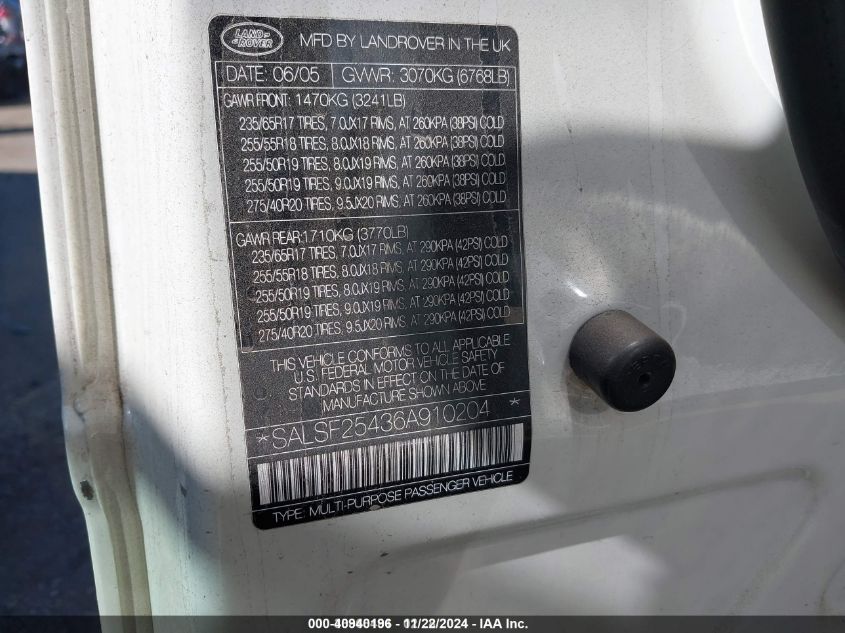 LAND
ROVER
MFD BY LANDROVER IN THE UK
DATE: 06/05 GVWR: 3070KG (6768LB)
GAWR FRONT: 1470KG (3241LB)
235/65R17 TIRES, 7.0JX17 RIMS, AT 260KPA (38PSI) COLD
255/55R18 TIRES, 8.0JX18 RIMS, AT 260KPA (38PSI) COLD
255/50R19 TIRES, 8.0JX19 RIMS, AT 260KPA (38PSI) COLD
255/50R19 TIRES, 9.0JX19 RIMS, AT 260KPA (38PSI) COLD
275/40R20 TIRES, 9.5JX20 RIMS, AT 260KPA (38PSI) COLD
GAWR REAR:1710KG (3770LB)
235/65R17 TIRES, 7.0JX17 RIMS, AT 290KPA (42PSI) COLD
255/55R18 TIRES, 8.0JX18 RIMS, AT 290KPA (42PSI) COLD
255/50R19 TIRES, 8.0JX19 RIMS, AT 290KPA (42PSI) COLD
255/50R19 TIRES, 9.0JX19 RIMS, AT 290KPA (42PSI) COLD
275/40R20 TIRES, 9.5JX20 RIMS, AT 290KPA (42PSI) COLD
THIS VEHICLE CONFORMS TO ALL APPLICABLE
U.S. FEDERAL MOTOR VEHICLE SAFETY
STANDARDS IN EFFECT ON THE DATE OF
MANUFACTURE SHOWN ABOVE
*SALSF25436A910204*
TYPE: MULTI-PURPOSE PASSENGER VEHICLE
000-40940196 - 11/22/2024 - IAA Inc.